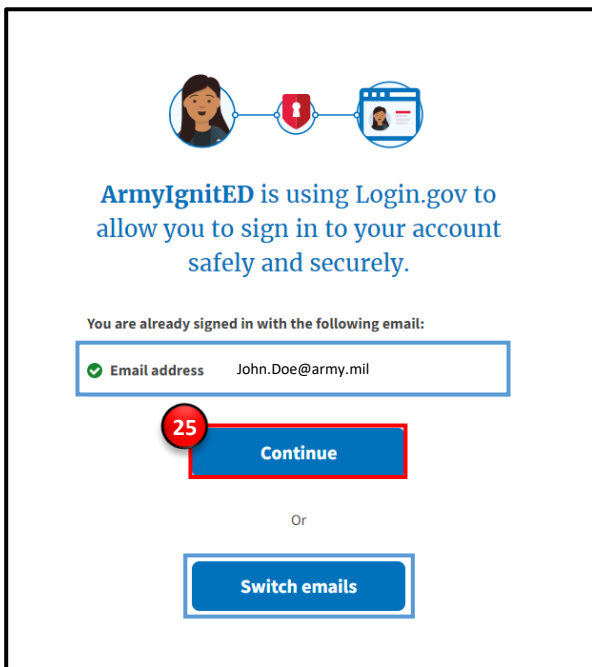 ArmyIgnitED is using Login.gov to
allow you to sign in to your account
safely and securely.
You are already signed in with the following email:
Email address John.Doe@army.mil
25
Continue
Or
Switch emails